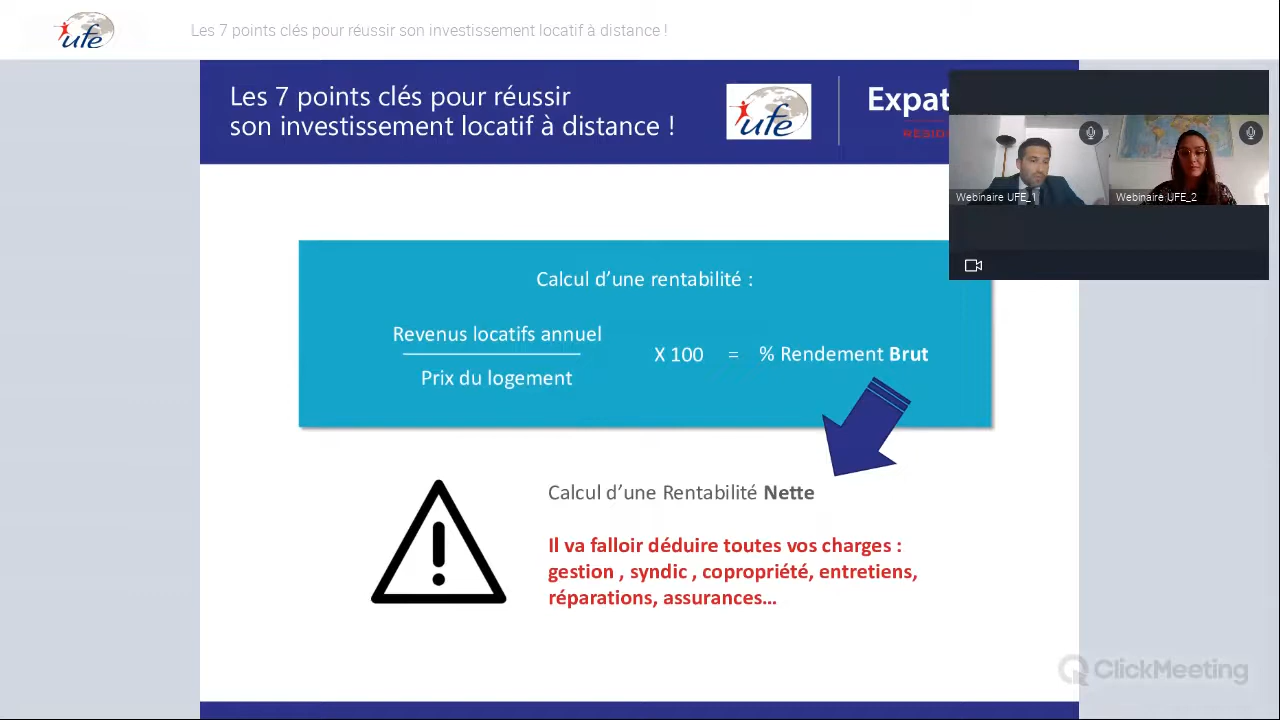 ufe
Les 7 points clés pour réussir son investissement locatif à distance !
Les 7 points clés pour réussir
son investissement locatif à distance !
ufe
Expat
RESID
Webinaire UFE_1
Webinaire UFE_2
Calcul d’une rentabilité :
Revenus locatifs annuel
Prix du logement
X 100 = % Rendement Brut
Calcul d’une Rentabilité Nette
Il va falloir déduire toutes vos charges :
gestion , syndic , copropriété, entretiens,
réparations, assurances…
ClickMeeting